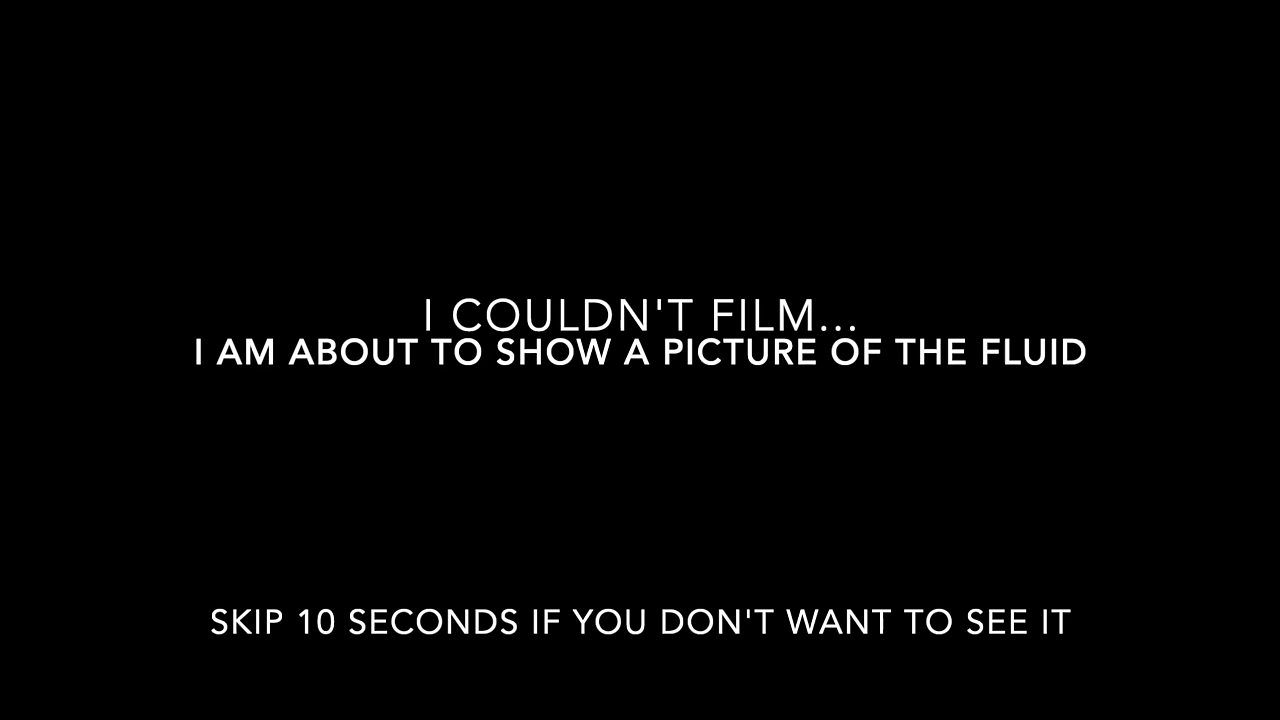 I COULDN'T FILM...
I AM ABOUT TO SHOW A PICTURE OF THE FLUID
SKIP 10 SECONDS IF YOU DON'T WANT TO SEE IT